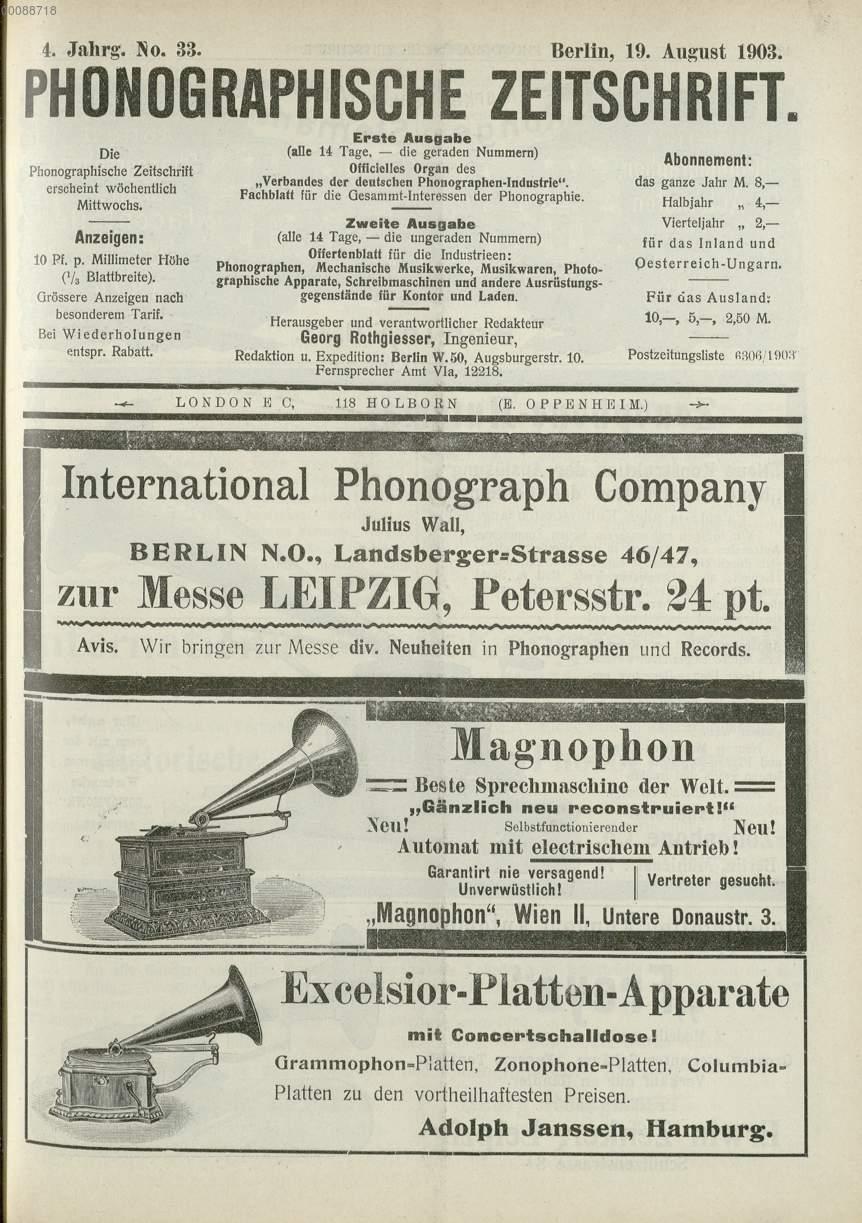 00088718
4. Jahrg. No. 33.
Berlin, 19. August 1903.
PHONOGRAPHISCHE ZEITSCHRIFT.
Die
Phonographische Zeitschrift
erscheint wöchentlich
Mittwochs.
Anzeigen:
10 Pf. p. Millimeter Höhe
(1/3 Blattbreite).
Grössere Anzeigen nach
besonderem Tarif.
Bei Wiederholungen
entspr. Rabatt.
Erste Ausgabe
(alle 14 Tage, — die geraden Nummern)
Officielles Organ des
„Verbandes der deutschen Phonographen-Industrie“.
Fachblatt für die Gesammt-Interessen der Phonographie.
Zweite Ausgabe
(alle 14 Tage, — die ungeraden Nummern)
Offertenblatt für die Industrieen:
Phonographen, Mechanische Musikwerke, Musikwaren, Photo-
graphische Apparate, Schreibmaschinen und andere Ausrüstungs-
gegenstände für Kontor und Laden.
Herausgeber und verantwortlicher Redakteur
Georg Rothgiesser, Ingenieur,
Redaktion u. Expedition: Berlin W. 50, Augsburgerstr. 10.
Fernsprecher Amt VIa, 12218.
Abonnement:
das ganze Jahr M. 8,—
Halbjahr „ 4,—
Vierteljahr „ 2,—
für das Inland und
Oesterreich-Ungarn.
Für das Ausland:
10,—, 5,—, 2,50 M.
Postzeitungsliste 6306/1903
LONDON E C, 118 HOLBORN (E. OPPENHEIM.)
International Phonograph Company
Julius Wall,
BERLIN N.O., Landsberger-Strasse 46/47,
zur Messe LEIPZIG, Petersstr. 24 pt.
Avis. Wir bringen zur Messe div. Neuheiten in Phonographen und Records.
Magnophon
Beste Sprechmaschine der Welt.
„Gänzlich neu reconstruiert!“
Neu! Selbstfunctionierender Neu!
Automat mit electrischem Antrieb!
Garantirt nie versagend!
Unverwüstlich!
Vertreter gesucht.
„Magnophon“, Wien II, Untere Donaustr. 3.
Excelsior-Platten-Apparate
mit Concertschalldose!
Grammophon-Platten, Zonophone-Platten, Columbia-
Platten zu den vortheilhaftesten Preisen.
Adolph Janssen, Hamburg.